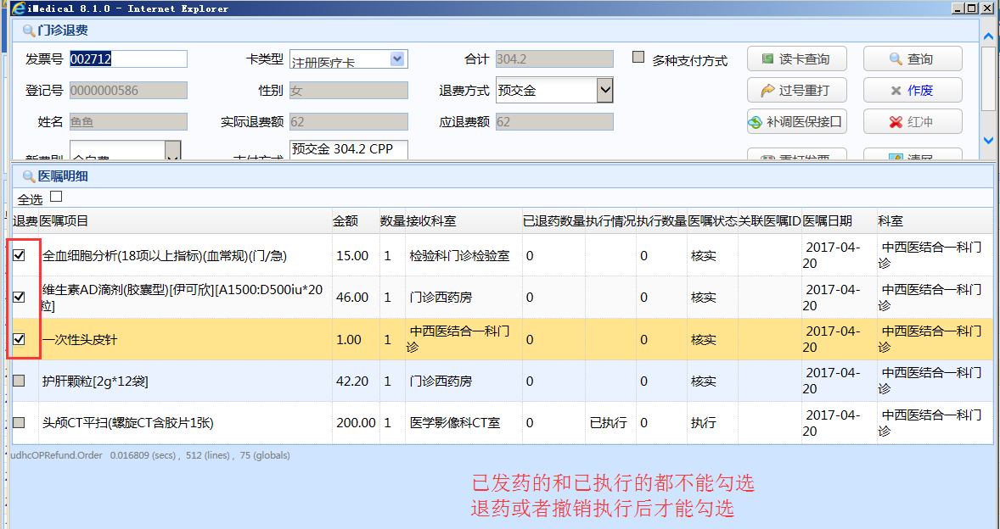 iMedical 8.1.0 - Internet Explorer
门诊退费
发票号 002712 卡类型 注册医疗卡 合计 304.2 多种支付方式 读卡查询 查询
登记号 0000000586 性别 女 退费方式 预交金 过号重打 作废
姓名 鱼鱼 实际退费额 62 应退费额 62 补调医保接口 红冲
新费别 全自费 支付方式 预交金 304.2 CPP 重打发票 清屏
医嘱明细
全选
退费 医嘱项目 金额 数量 接收科室 已退药数量 执行情况 执行数量 医嘱状态 关联医嘱ID 医嘱日期 科室
全血细胞分析(18项以上指标)(血常规)(门/急) 15.00 1 检验科门诊检验室 0 0 核实 2017-04-20 中西医结合一科门诊
维生素AD滴剂(胶囊型)[伊可欣][A1500:D500iu*20粒] 46.00 1 门诊西药房 0 0 核实 2017-04-20 中西医结合一科门诊
一次性头皮针 1.00 1 中西医结合一科门诊 0 0 核实 2017-04-20 中西医结合一科门诊
护肝颗粒[2g*12袋] 42.20 1 门诊西药房 0 0 核实 2017-04-20 中西医结合一科门诊
头颅CT平扫(螺旋CT含胶片1张) 200.00 1 医学影像科CT室 0 已执行 0 执行 2017-04-20 中西医结合一科门诊
udhcOPRefund.Order 0.016809 (secs) , 512 (lines) , 75 (globals)
已发药的和已执行的都不能勾选
退药或者撤销执行后才能勾选